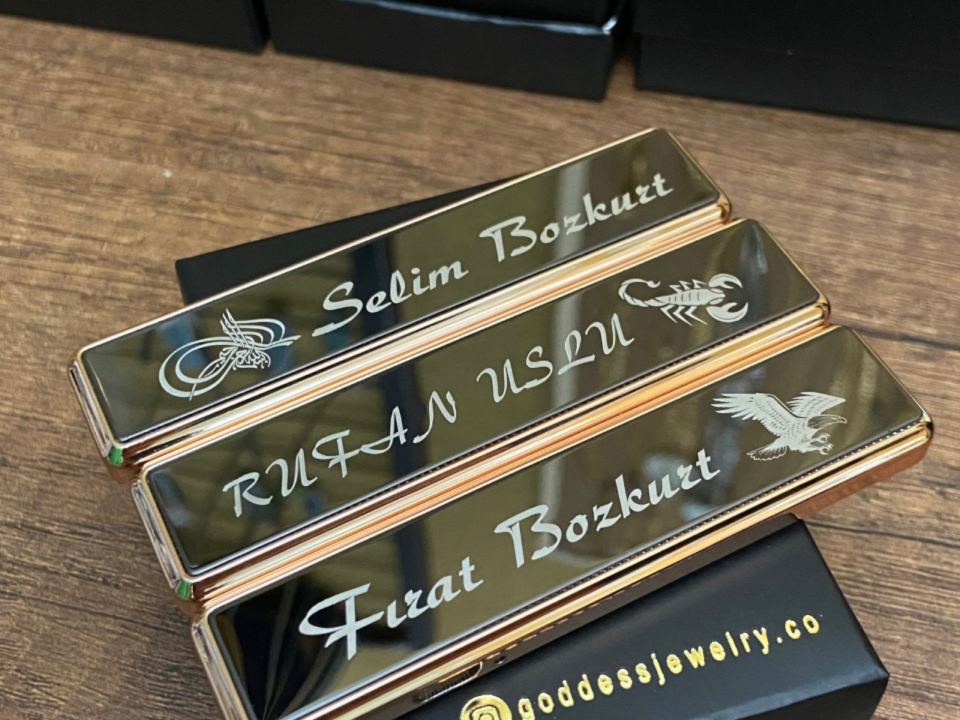 Selim Bozkurt
RUFAN USLU
Fırat Bozkurt
@goddessjewelry.co